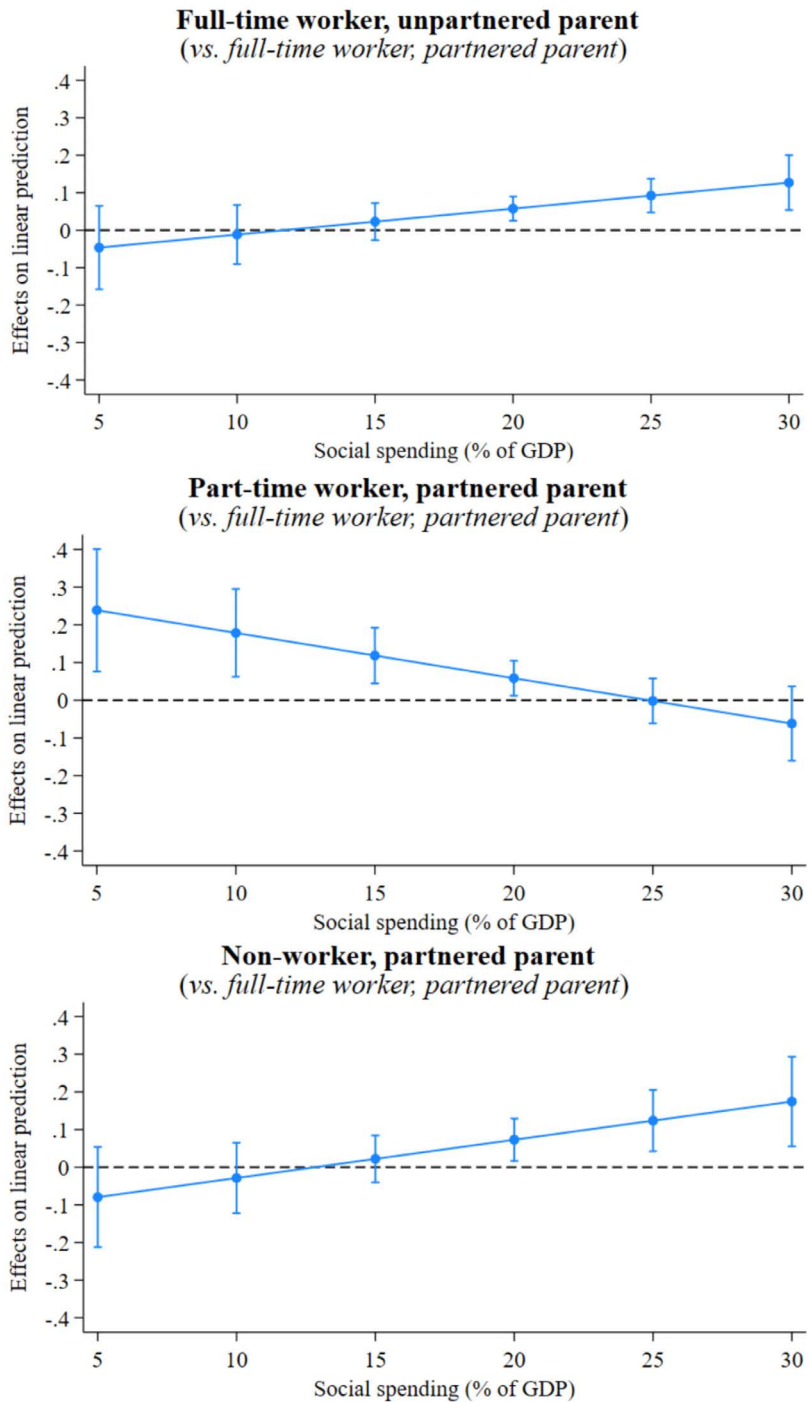 Full-time worker, unpartnered parent
(vs. full-time worker, partnered parent)
Effects on linear prediction
.4
.3
.2
.1
0
-.1
-.2
-.3
-.4
5 10 15 20 25 30
Social spending (% of GDP)
Part-time worker, partnered parent
(vs. full-time worker, partnered parent)
Effects on linear prediction
.4
.3
.2
.1
0
-.1
-.2
-.3
-.4
5 10 15 20 25 30
Social spending (% of GDP)
Non-worker, partnered parent
(vs. full-time worker, partnered parent)
Effects on linear prediction
.4
.3
.2
.1
0
-.1
-.2
-.3
-.4
5 10 15 20 25 30
Social spending (% of GDP)